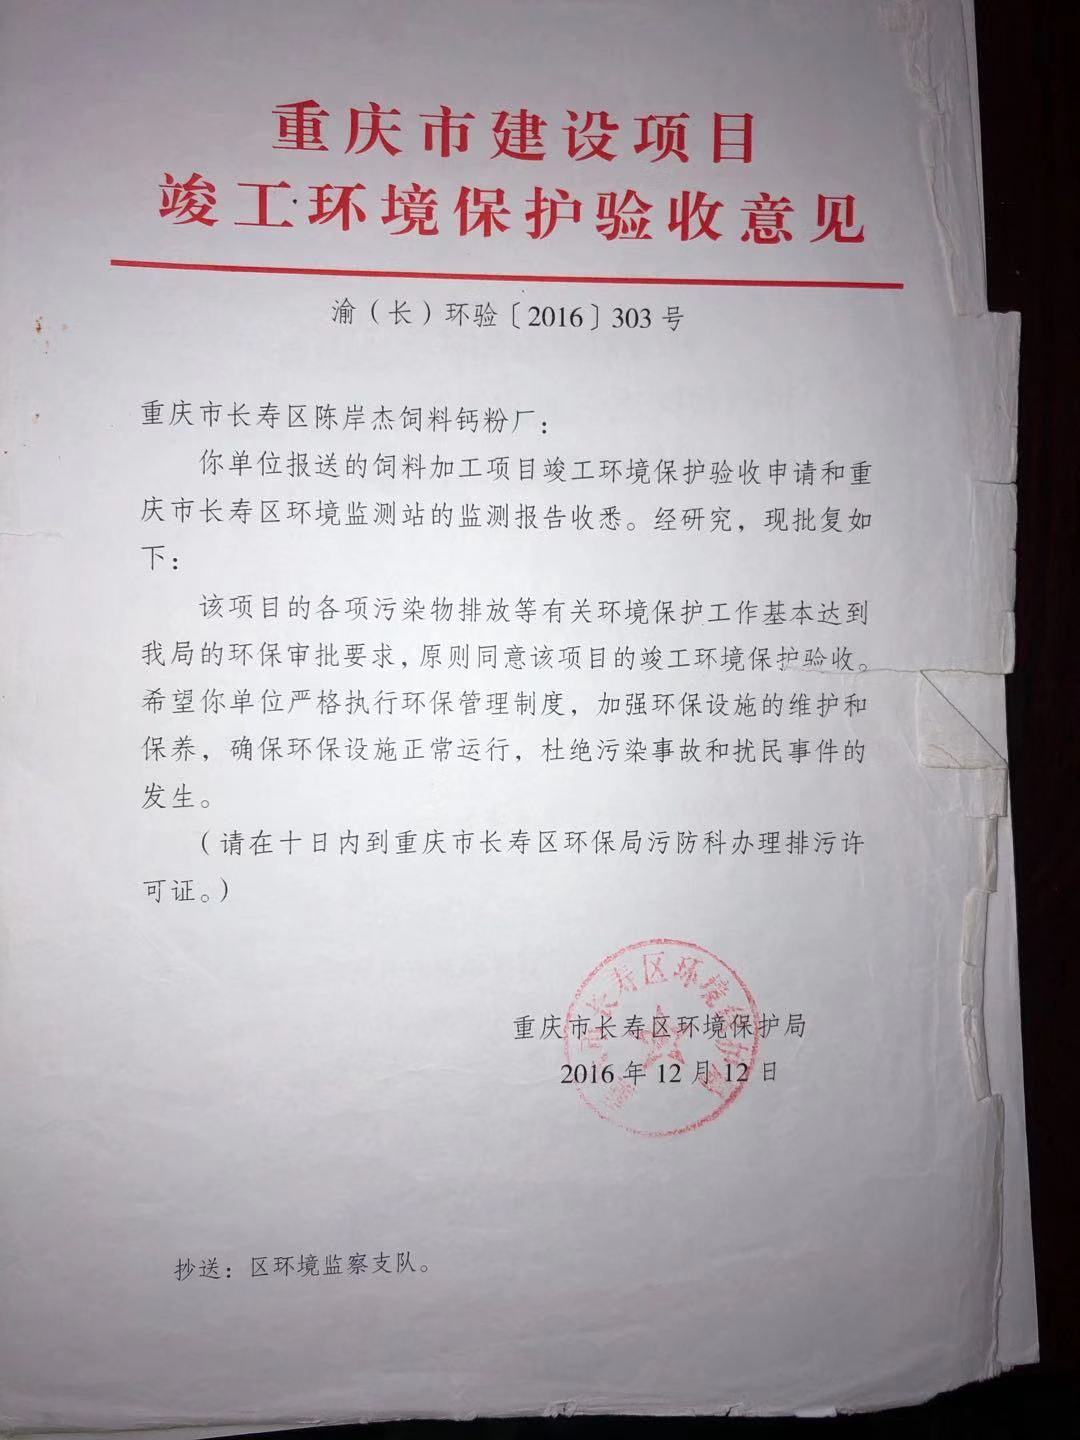 重庆市建设项目
竣工环境保护验收意见
渝（长）环验〔2016〕303号
重庆市长寿区陈岸杰饲料钙粉厂：
你单位报送的饲料加工项目竣工环境保护验收申请和重
庆市长寿区环境监测站的监测报告收悉。经研究，现批复如
下：
该项目的各项污染物排放等有关环境保护工作基本达到
我局的环保审批要求，原则同意该项目的竣工环境保护验收。
希望你单位严格执行环保管理制度，加强环保设施的维护和
保养，确保环保设施正常运行，杜绝污染事故和扰民事件的
发生。
（请在十日内到重庆市长寿区环保局污防科办理排污许
可证。）
市长寿区环境保护局
重庆市长寿区环境保护局
2016年12月12日
抄送：区环境监察支队。